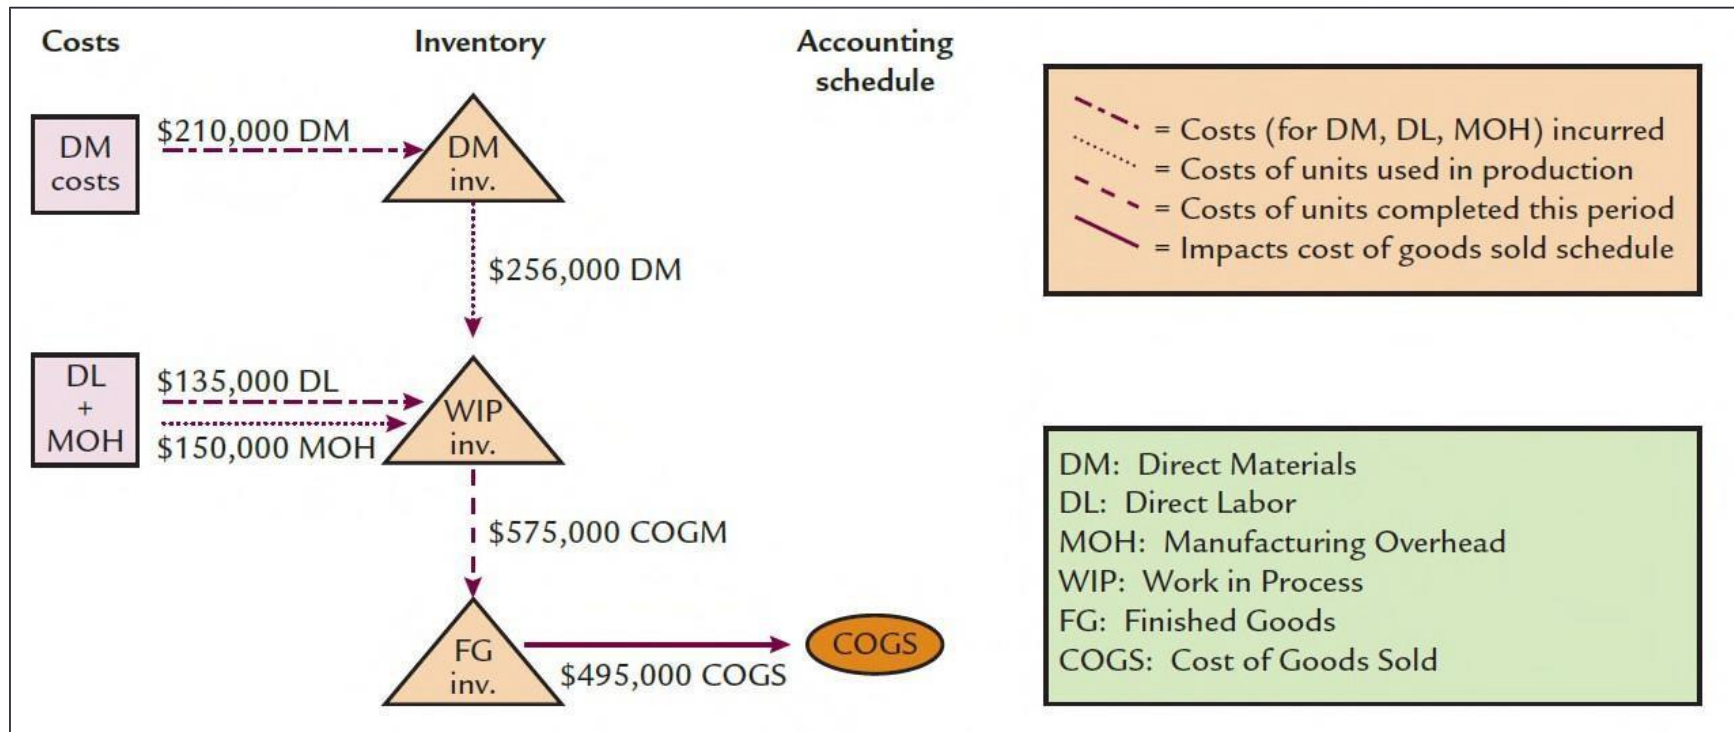 Costs
Inventory
Accounting
schedule
DM
costs
$210,000 DM
DM
inv.
$256,000 DM
DL
+
MOH
$135,000 DL
$150,000 MOH
WIP
inv.
$575,000 COGM
FG
inv.
$495,000 COGS
COGS
= Costs (for DM, DL, MOH) incurred
= Costs of units used in production
= Costs of units completed this period
= Impacts cost of goods sold schedule
DM: Direct Materials
DL: Direct Labor
MOH: Manufacturing Overhead
WIP: Work in Process
FG: Finished Goods
COGS: Cost of Goods Sold